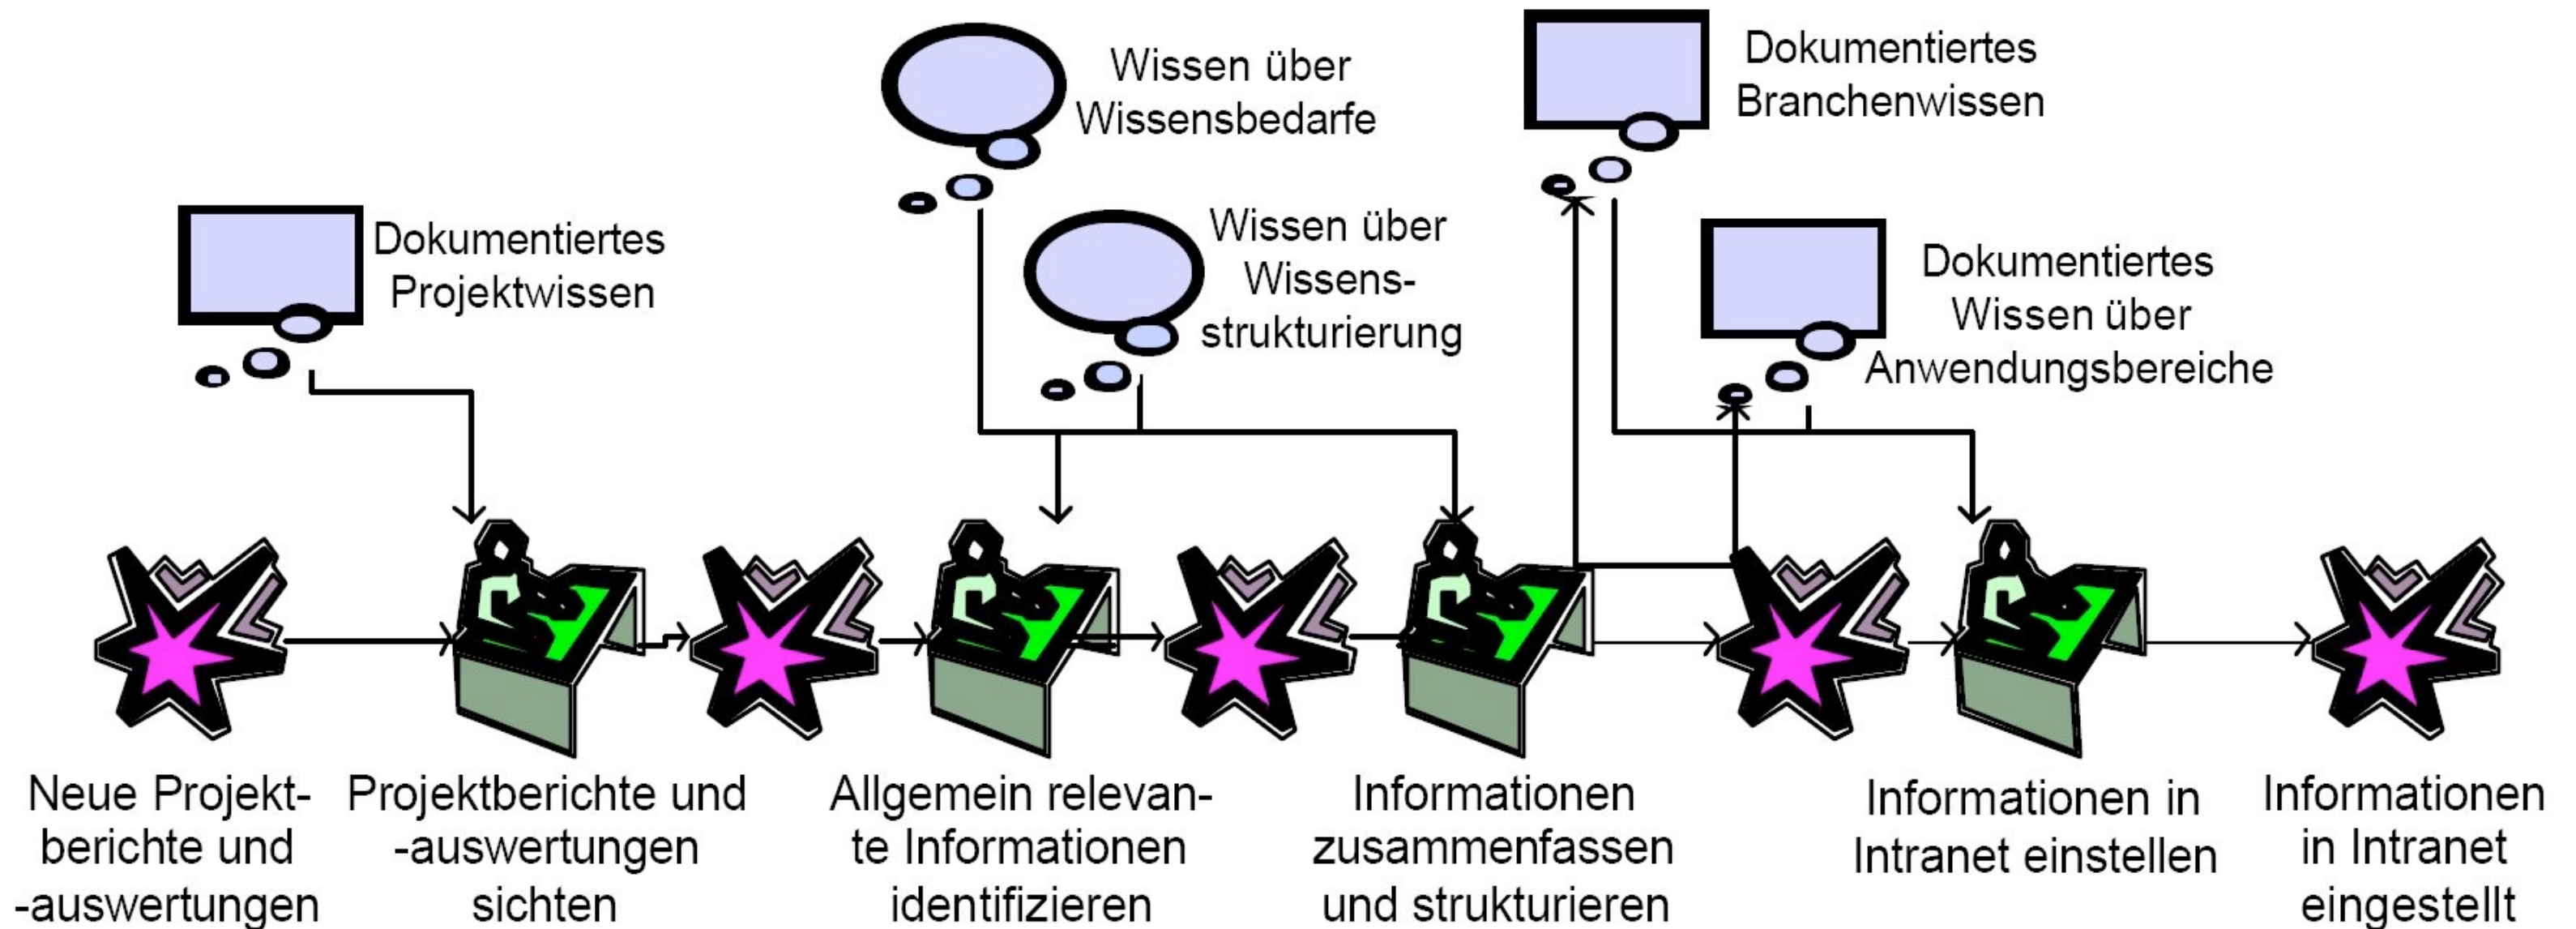 Wissen über
Wissensbedarfe
Dokumentiertes
Branchenwissen
Dokumentiertes
Projektwissen
Wissen über
Wissens-
strukturierung
Dokumentiertes
Wissen über
Anwendungsbereiche
Neue Projekt-
berichte und
-auswertungen
Projektberichte und
-auswertungen
sichten
Allgemein relevan-
te Informationen
identifizieren
Informationen
zusammenfassen
und strukturieren
Informationen in
Intranet einstellen
Informationen
in Intranet
eingestellt